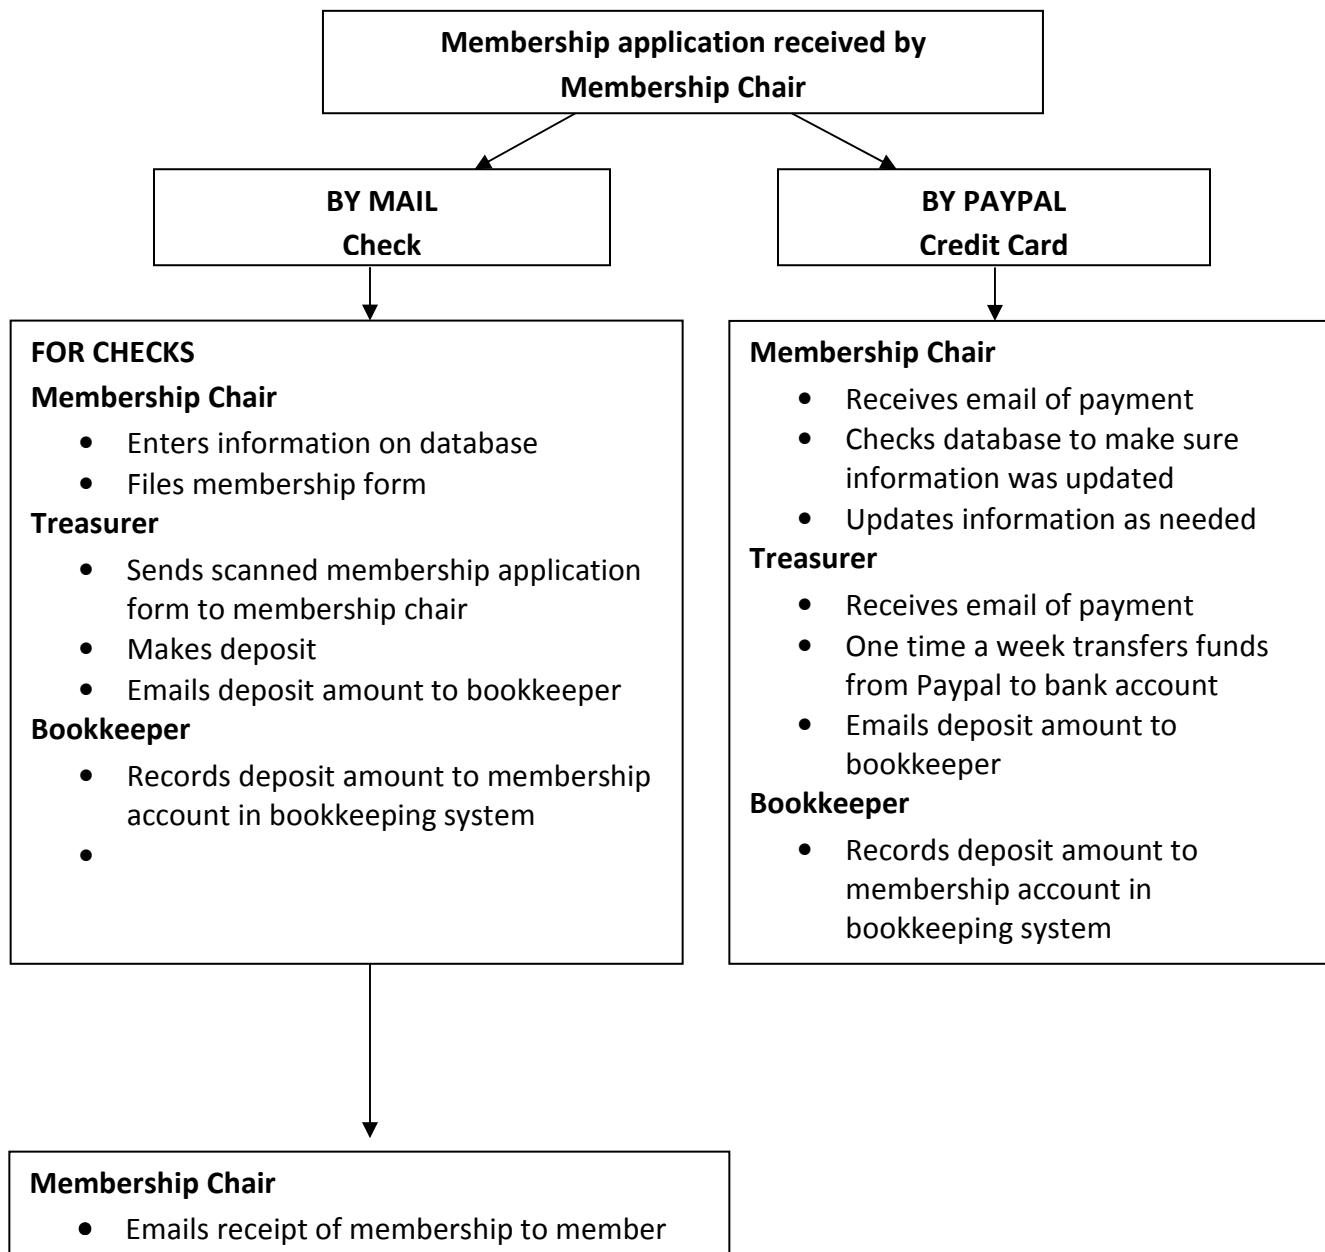 Membership application received by
Membership Chair
BY MAIL
Check
BY PAYPAL
Credit Card
FOR CHECKS
Membership Chair
• Enters information on database
• Files membership form
Treasurer
• Sends scanned membership application
form to membership chair
• Makes deposit
• Emails deposit amount to bookkeeper
Bookkeeper
• Records deposit amount to membership
account in bookkeeping system
•
Membership Chair
• Receives email of payment
• Checks database to make sure
information was updated
• Updates information as needed
Treasurer
• Receives email of payment
• One time a week transfers funds
from Paypal to bank account
• Emails deposit amount to
bookkeeper
Bookkeeper
• Records deposit amount to
membership account in
bookkeeping system
Membership Chair
• Emails receipt of membership to member